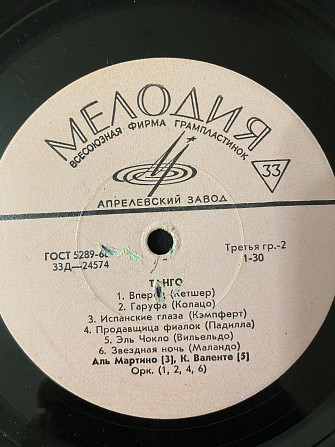 МЕЛОДИЯ
ВСЕСОЮЗНАЯ ФИРМА ГРАМПЛАСТИНОК
33
АПРЕЛЕВСКИЙ ЗАВОД
ГОСТ 5289-6
33Д—24574
Третья гр.-2
1-30
ТАНГО
1. Вперед (Кетшер)
2. Гаруфа (Колацо)
3. Испанские глаза (Кэмпферт)
4. Продавщица фиалок (Падилла)
5. Эль Чокло (Вильельдо)
6. Звездная ночь (Маландо)
Аль Мартино [3], К. Валенте [5]
Орк. (1, 2, 4, 6)